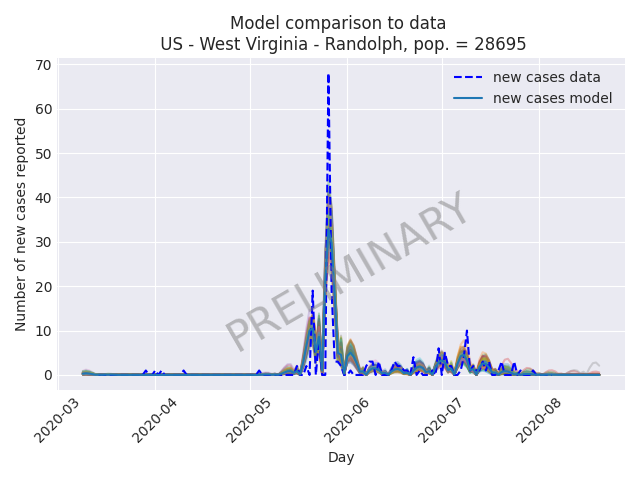 Model comparison to data
US - West Virginia - Randolph, pop. = 28695
new cases data
new cases model
Number of new cases reported
70
60
50
40
30
20
10
0
PRELIMINARY
2020-03
2020-04
2020-05
2020-06
2020-07
2020-08
Day